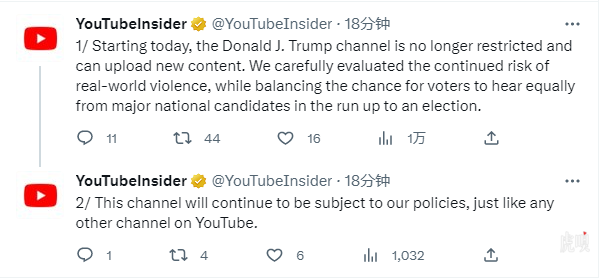 YouTubeInsider @YouTubeInsider · 18分钟
1/ Starting today, the Donald J. Trump channel is no longer restricted and
can upload new content. We carefully evaluated the continued risk of
real-world violence, while balancing the chance for voters to hear equally
from major national candidates in the run up to an election.
11 44 16 1万
YouTubeInsider @YouTubeInsider · 18分钟
2/ This channel will continue to be subject to our policies, just like any
other channel on YouTube.
1 4 6 1,032
虎嗅